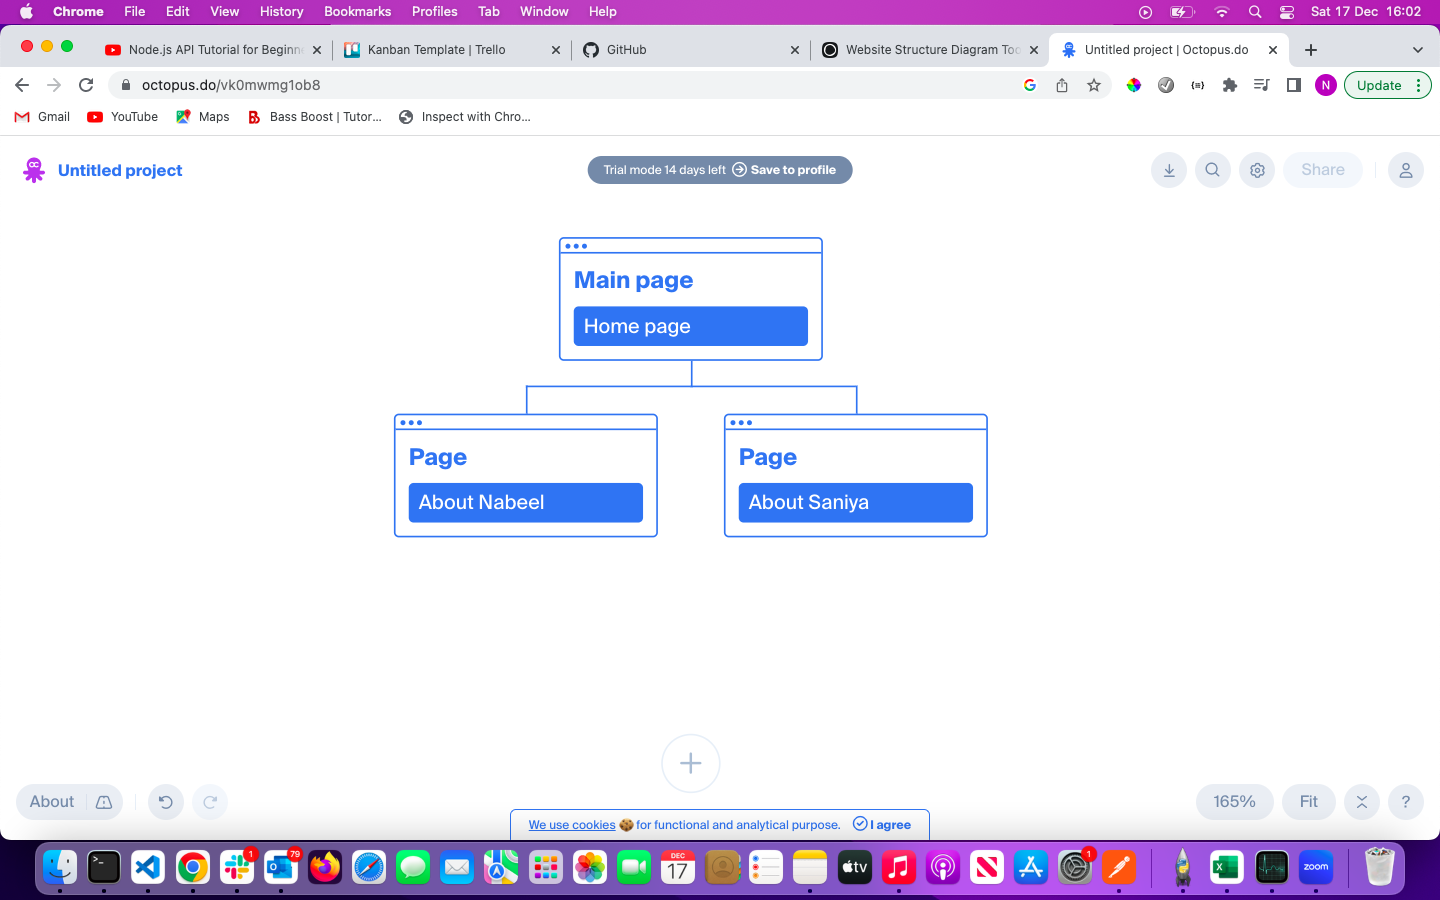 Chrome File Edit View History Bookmarks Profiles Tab Window Help Sat 17 Dec 16:02
Node.js API Tutorial for Beginne Kanban Template | Trello GitHub Website Structure Diagram Too Untitled project | Octopus.do
octopus.do/vk0mwmg1ob8 N Update
Gmail YouTube Maps Bass Boost | Tutor... Inspect with Chro...
Untitled project Trial mode 14 days left Save to profile Share
Main page
Home page
Page Page
About Nabeel About Saniya
About 165% Fit ?
We use cookies for functional and analytical purpose. I agree
1 79 DEC 1
17 tv zoom